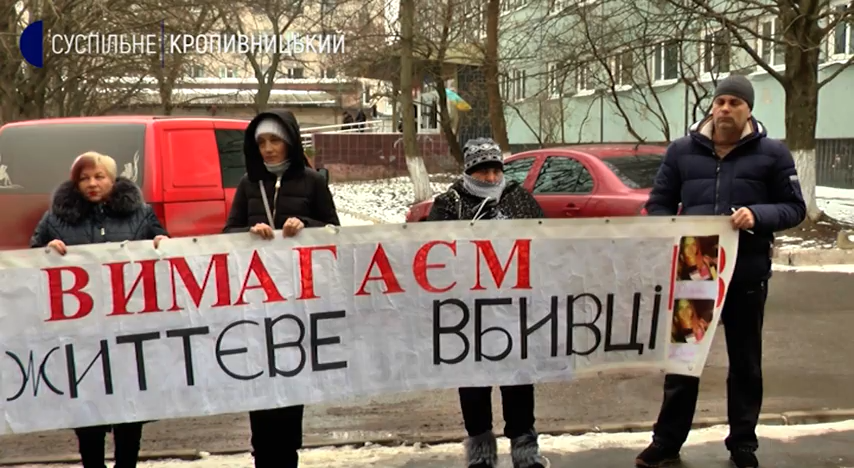 СУСПІЛЬНЕ КРОПИВНИЦЬКИЙ
ВИМАГАЄМ
ЖИТТЄВЕ ВБИВЦІ